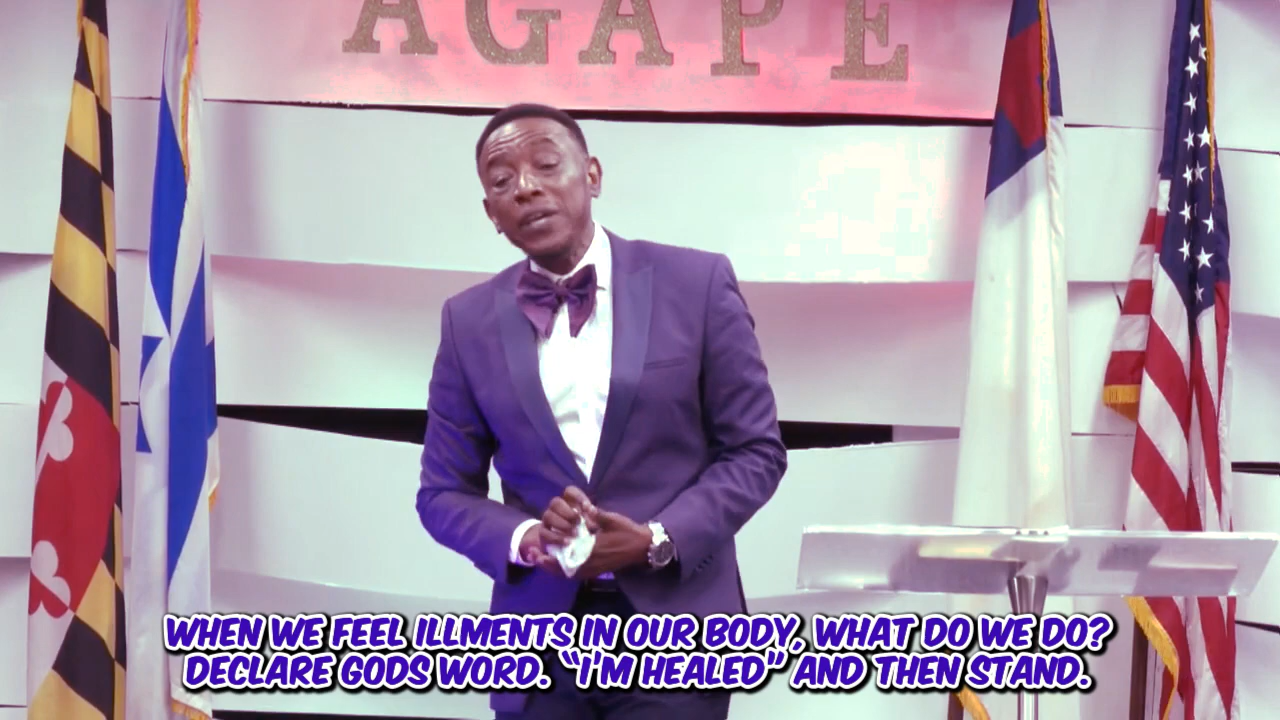 AGAPE
WHEN WE FEEL ILLMENTS IN OUR BODY, WHAT DO WE DO?
DECLARE GODS WORD. “I'M HEALED” AND THEN STAND.